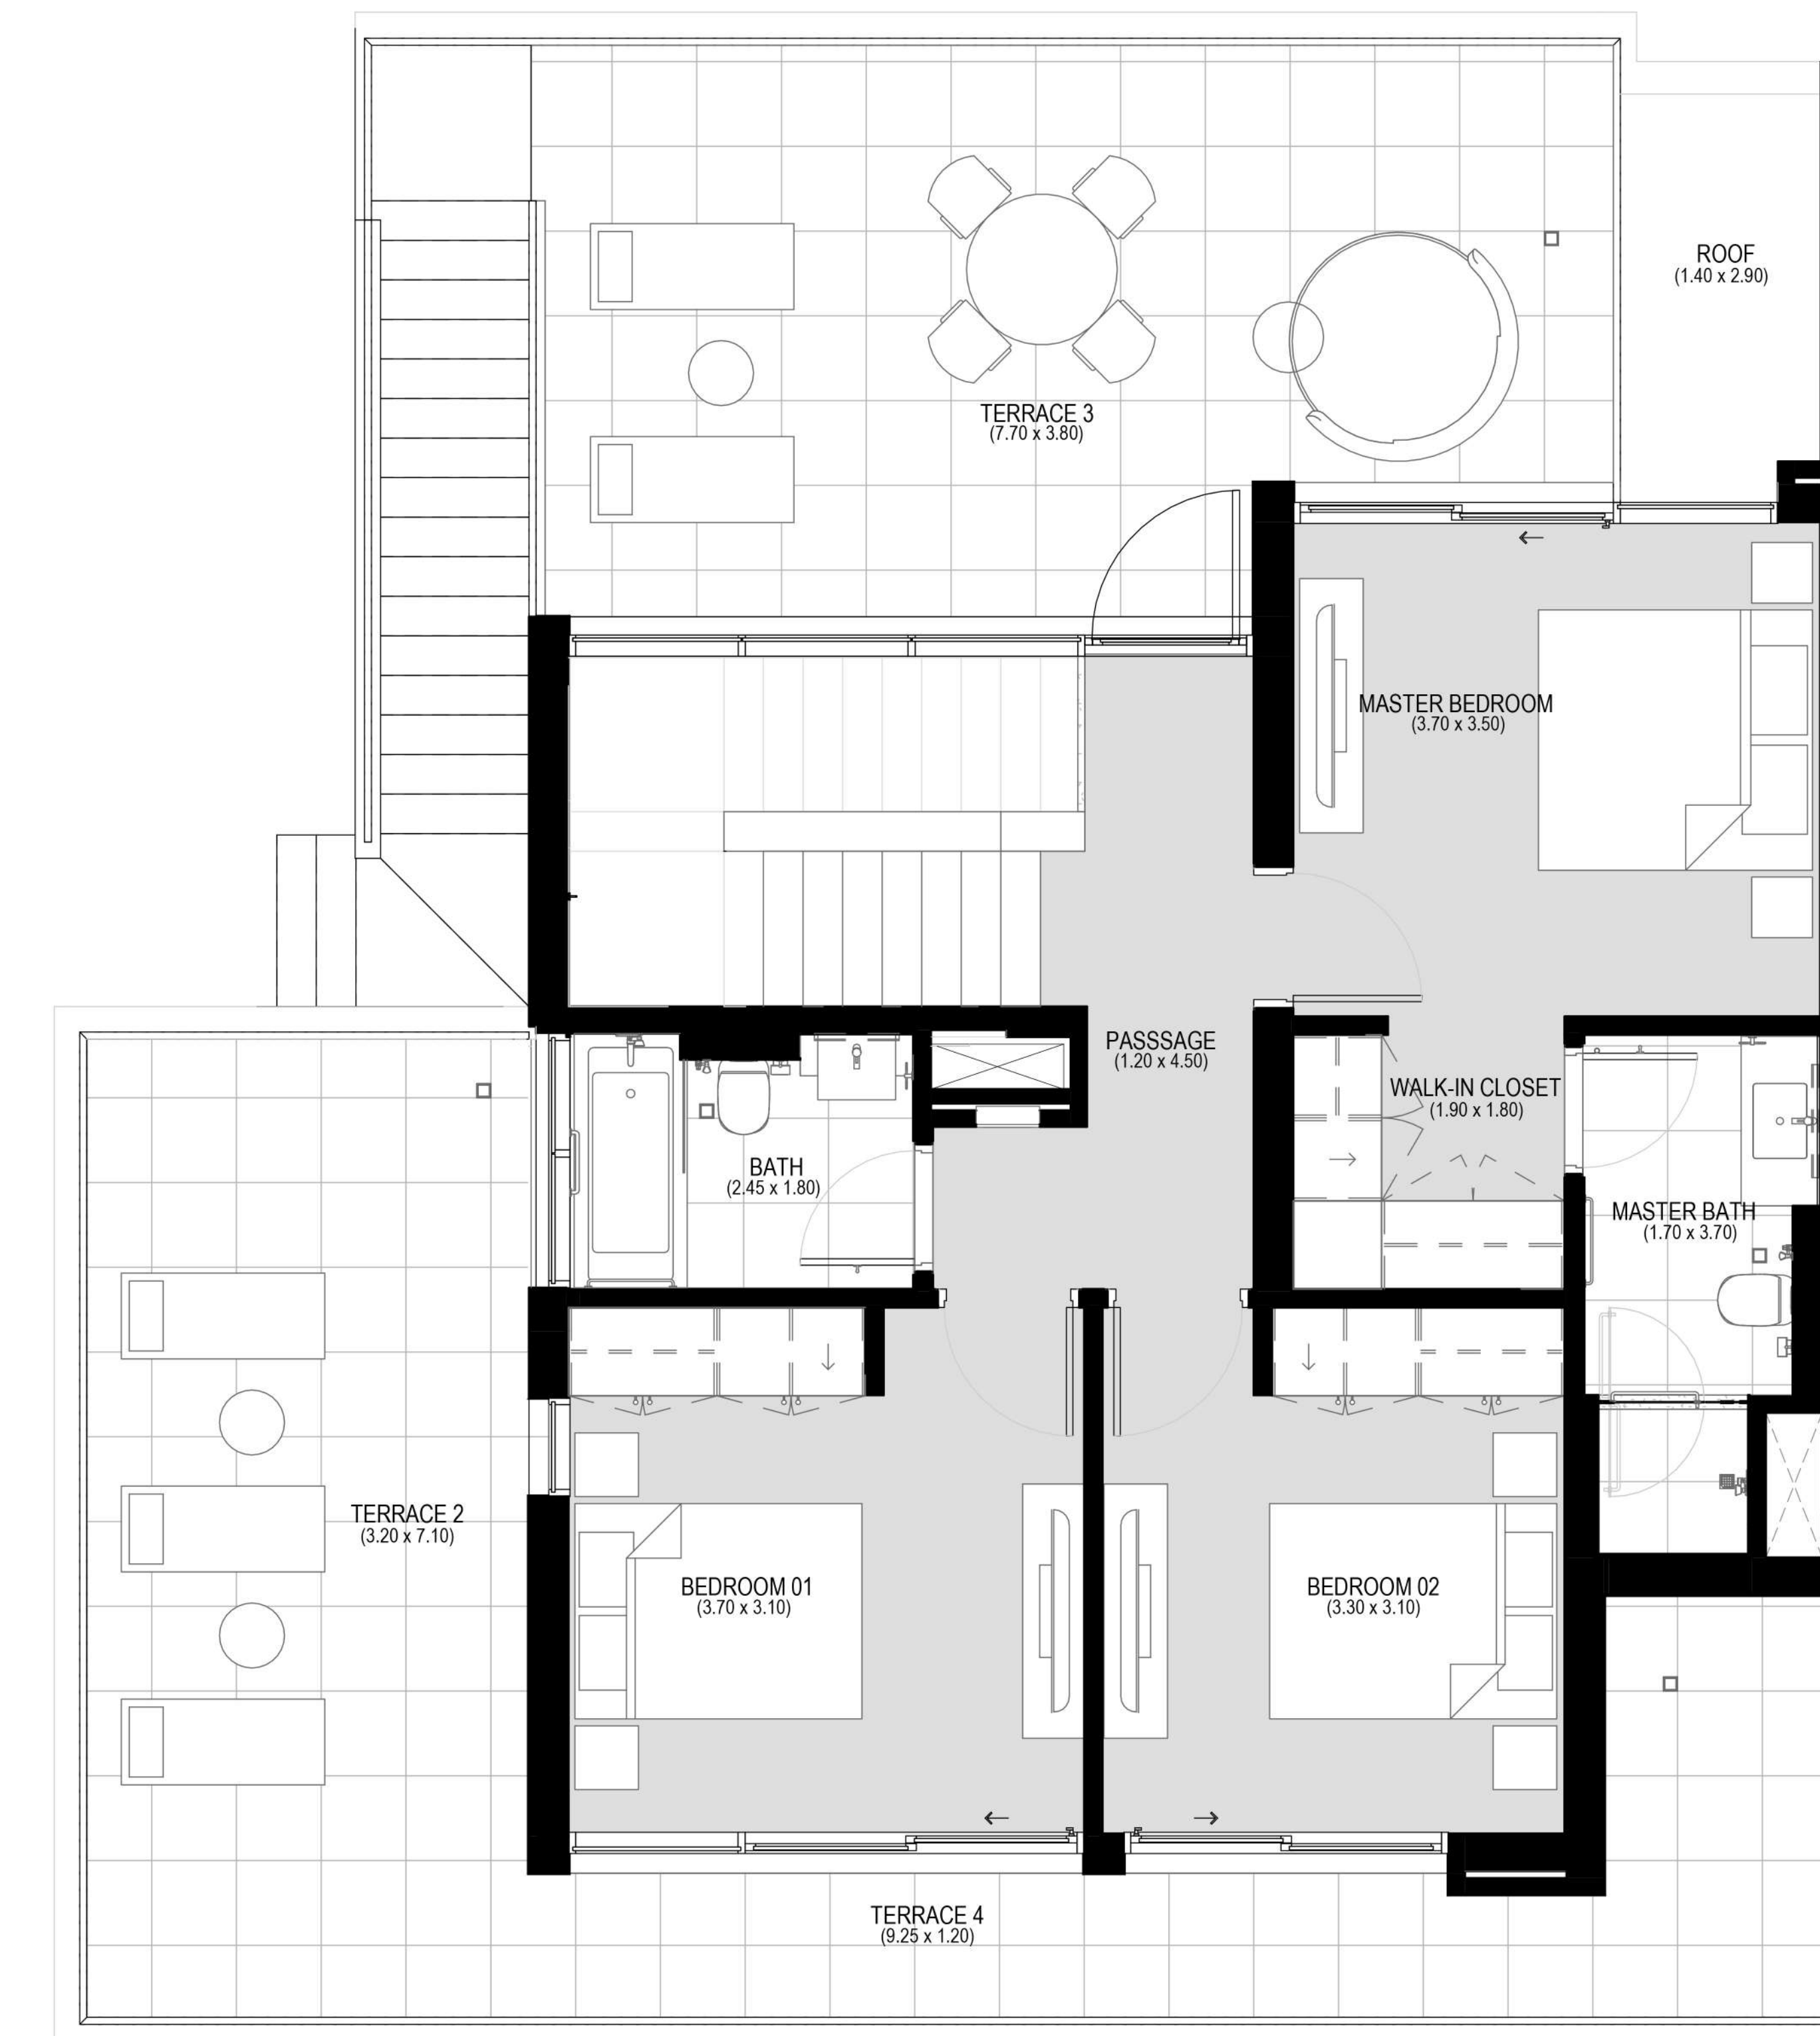 ROOF
(1.40 x 2.90)
TERRACE 3
(7.70 x 3.80)
MASTER BEDROOM
(3.70 x 3.50)
PASSSAGE
(1.20 x 4.50)
WALK-IN CLOSET
(1.90 x 1.80)
BATH
(2.45 x 1.80)
MASTER BATH
(1.70 x 3.70)
TERRACE 2
(3.20 x 7.10)
BEDROOM 01
(3.70 x 3.10)
BEDROOM 02
(3.30 x 3.10)
TERRACE 4
(9.25 x 1.20)